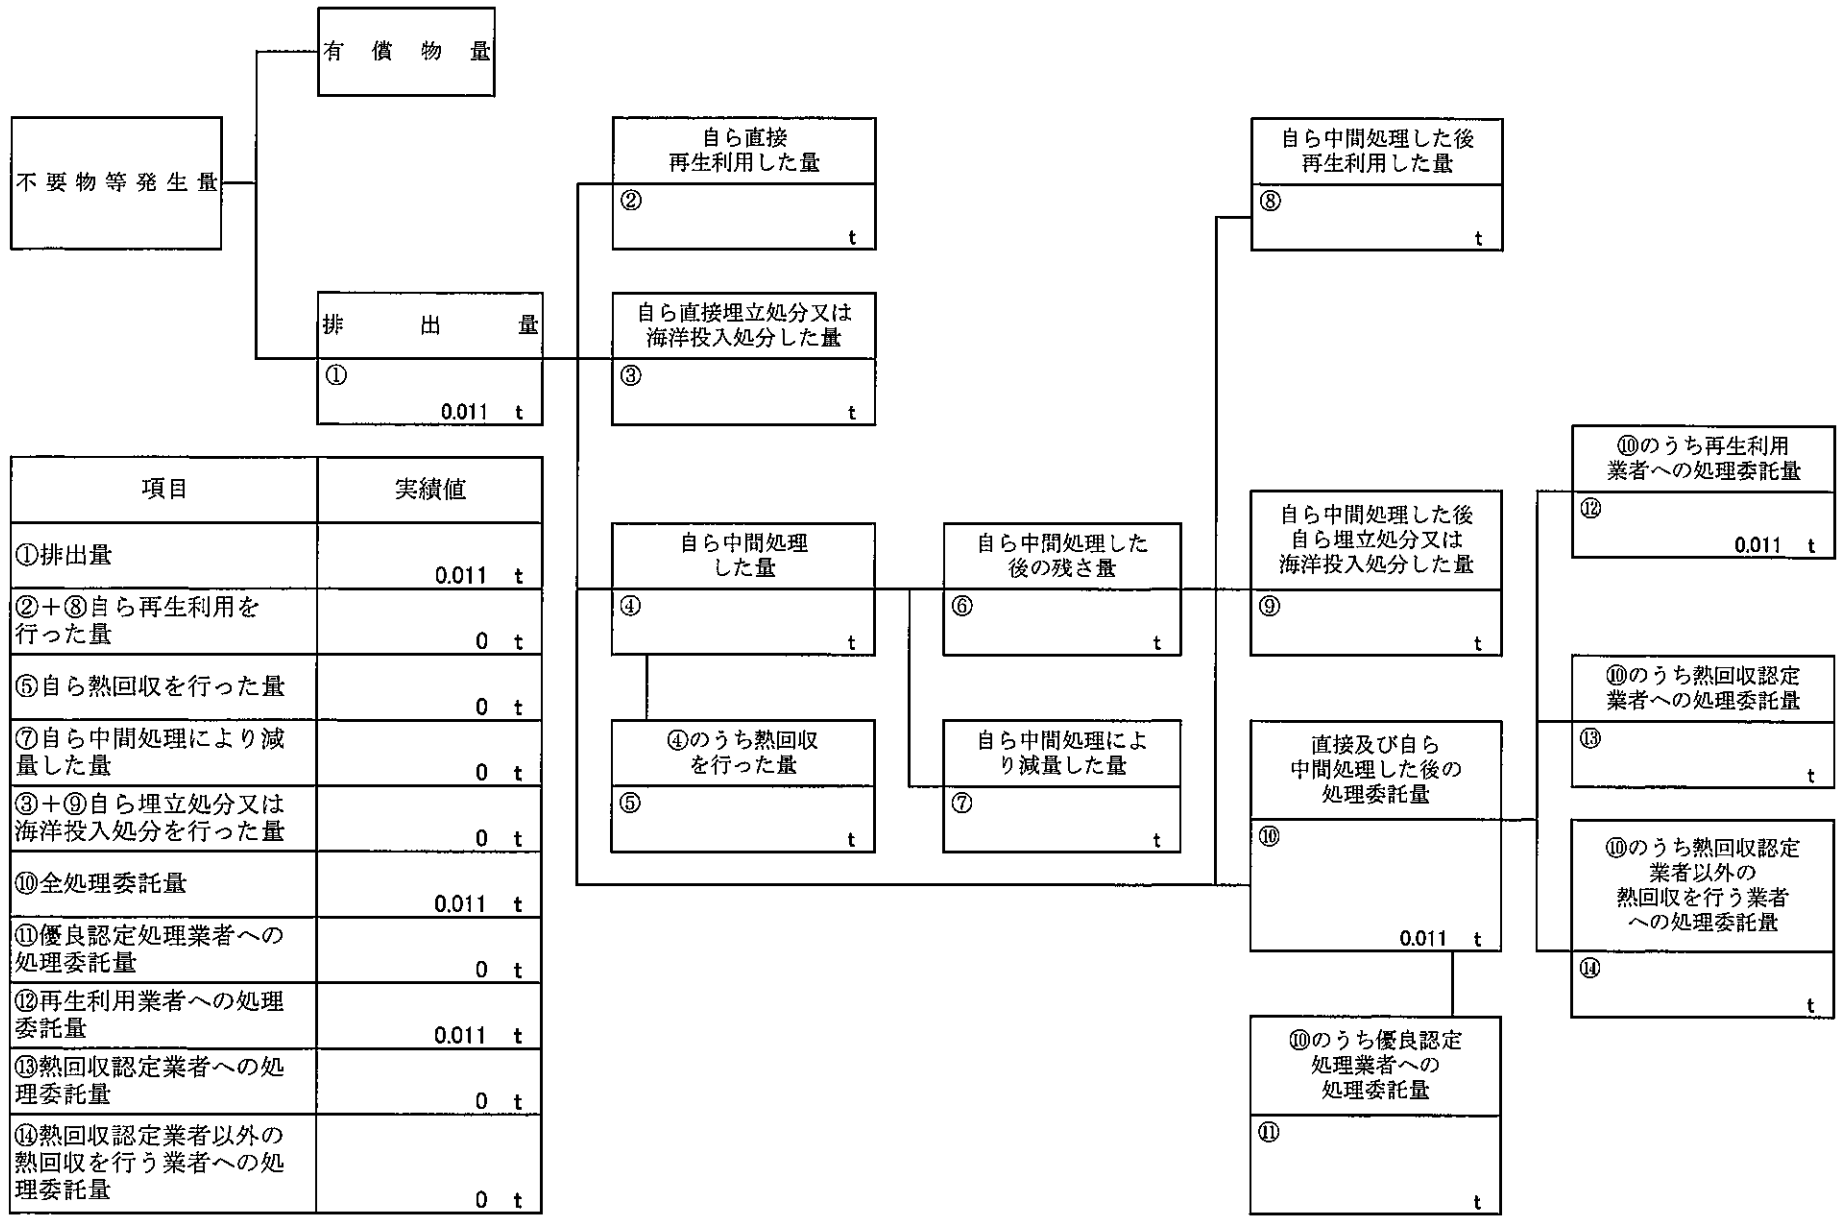 有償物量
不要物等発生量
排出量
①
0.011 t
自ら直接
再生利用した量
②
t
自ら直接埋立処分又は
海洋投入処分した量
③
t
自ら中間処理
した量
④
t
④のうち熱回収
を行った量
⑤
t
自ら中間処理した
後の残さ量
⑥
t
自ら中間処理によ
り減量した量
⑦
t
自ら中間処理した後
再生利用した量
⑧
t
自ら中間処理した後
自ら埋立処分又は
海洋投入処分した量
⑨
t
直接及び自ら
中間処理した後の
処理委託量
⑩
0.011 t
⑩のうち優良認定
処理業者への
処理委託量
⑪
t
⑩のうち再生利用
業者への処理委託量
⑫
0.011 t
⑩のうち熱回収認定
業者への処理委託量
⑬
t
⑩のうち熱回収認定
業者以外の
熱回収を行う業者
への処理委託量
⑭
t
項目 実績値
①排出量
0.011 t
②+⑧自ら再生利用を
行った量
0 t
⑤自ら熱回収を行った量
0 t
⑦自ら中間処理により減
量した量
0 t
③+⑨自ら埋立処分又は
海洋投入処分を行った量
0 t
⑩全処理委託量
0.011 t
⑪優良認定処理業者への
処理委託量
0 t
⑫再生利用業者への処理
委託量
0.011 t
⑬熱回収認定業者への処
理委託量
0 t
⑭熱回収認定業者以外の
熱回収を行う業者への処
理委託量
0 t